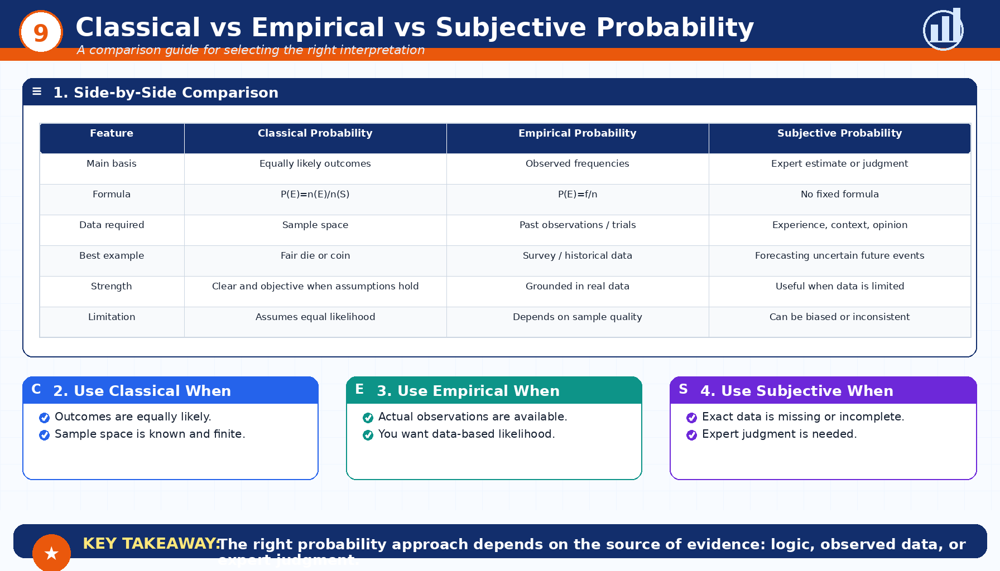 9
Classical vs Empirical vs Subjective Probability
A comparison guide for selecting the right interpretation
≡ 1. Side-by-Side Comparison
Feature Classical Probability Empirical Probability Subjective Probability
Main basis Equally likely outcomes Observed frequencies Expert estimate or judgment
Formula P(E)=n(E)/n(S) P(E)=f/n No fixed formula
Data required Sample space Past observations / trials Experience, context, opinion
Best example Fair die or coin Survey / historical data Forecasting uncertain future events
Strength Clear and objective when assumptions hold Grounded in real data Useful when data is limited
Limitation Assumes equal likelihood Depends on sample quality Can be biased or inconsistent
C 2. Use Classical When
Outcomes are equally likely.
Sample space is known and finite.
E 3. Use Empirical When
Actual observations are available.
You want data-based likelihood.
S 4. Use Subjective When
Exact data is missing or incomplete.
Expert judgment is needed.
KEY TAKEAWAY: The right probability approach depends on the source of evidence: logic, observed data, or
expert judgment.